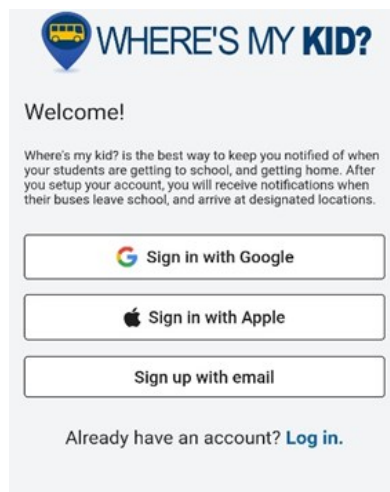 WHERE'S MY KID?
Welcome!
Where's my kid? is the best way to keep you notified of when
your students are getting to school, and getting home. After
you setup your account, you will receive notifications when
their buses leave school, and arrive at designated locations.
Sign in with Google
Sign in with Apple
Sign up with email
Already have an account? Log in.